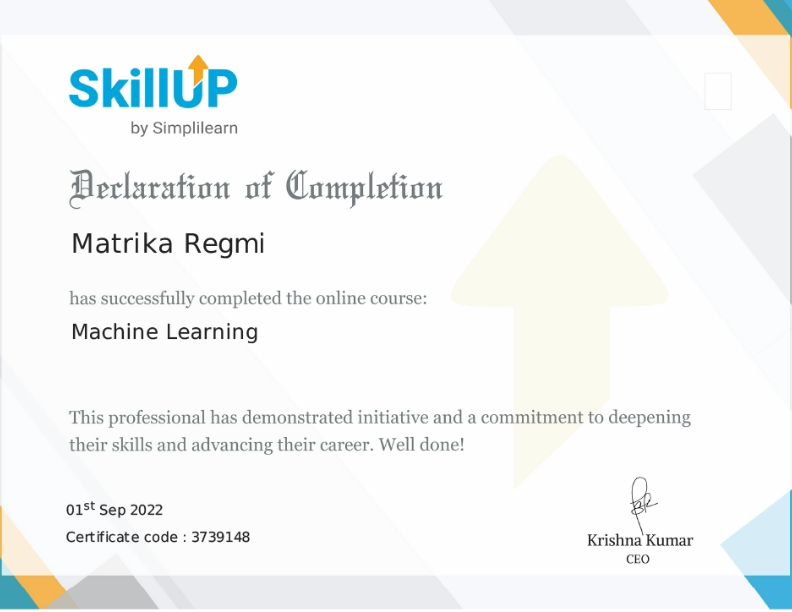 SkillUP
by Simplilearn
Declaration of Completion
Matrika Regmi
has successfully completed the online course:
Machine Learning
This professional has demonstrated initiative and a commitment to deepening
their skills and advancing their career. Well done!
01st Sep 2022
Certificate code : 3739148
Krishna Kumar
CEO